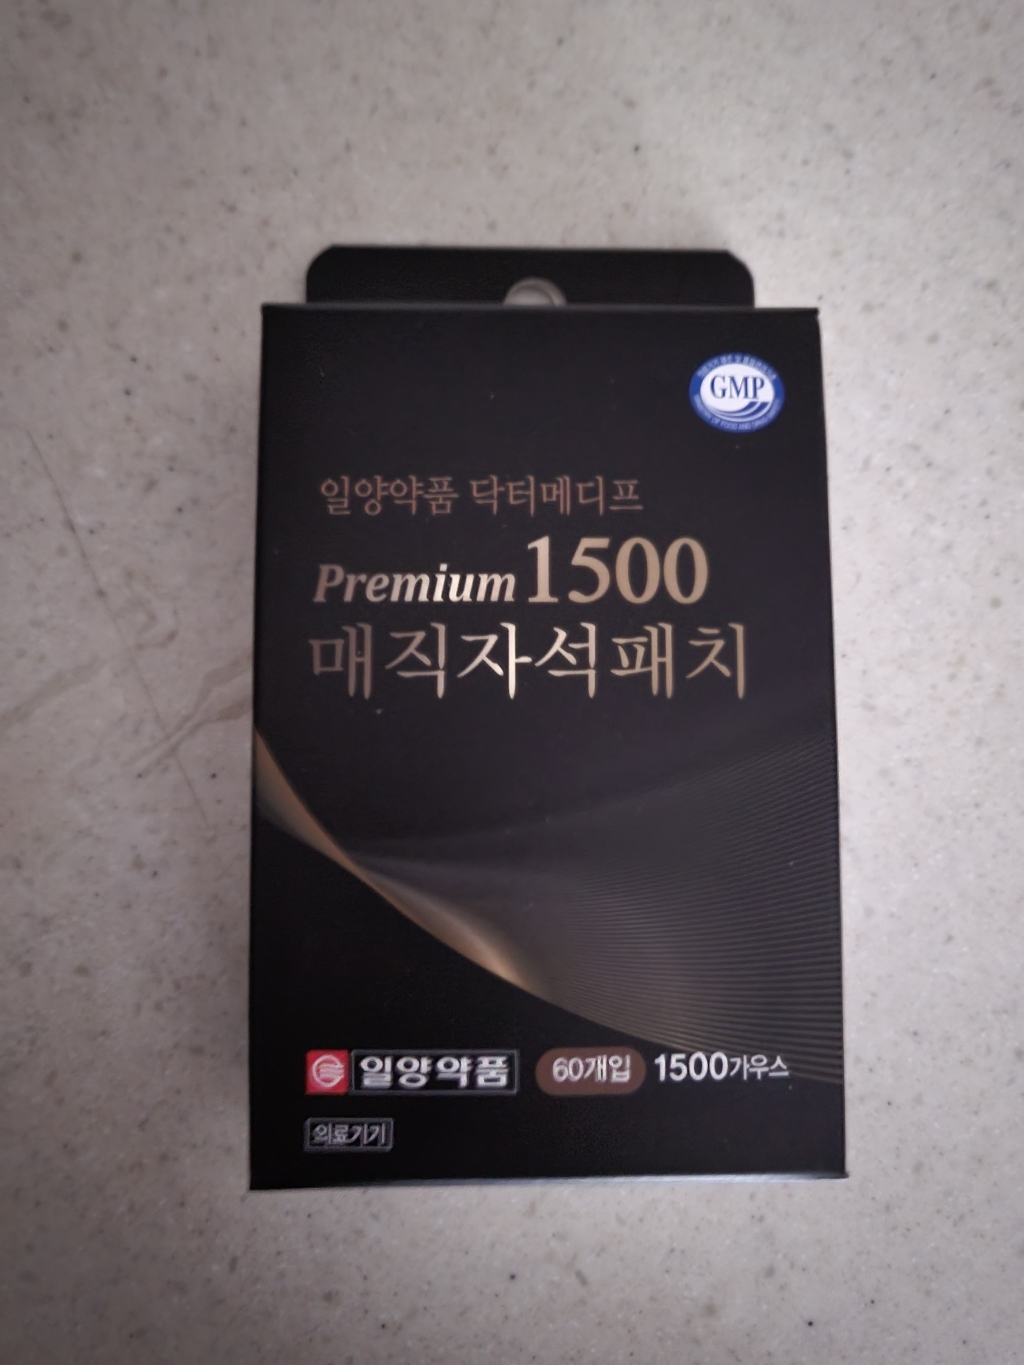 GMP
일양약품 닥터메디프
Premium 1500
매직자석패치
일양약품 60개입 1500가우스
의료기기